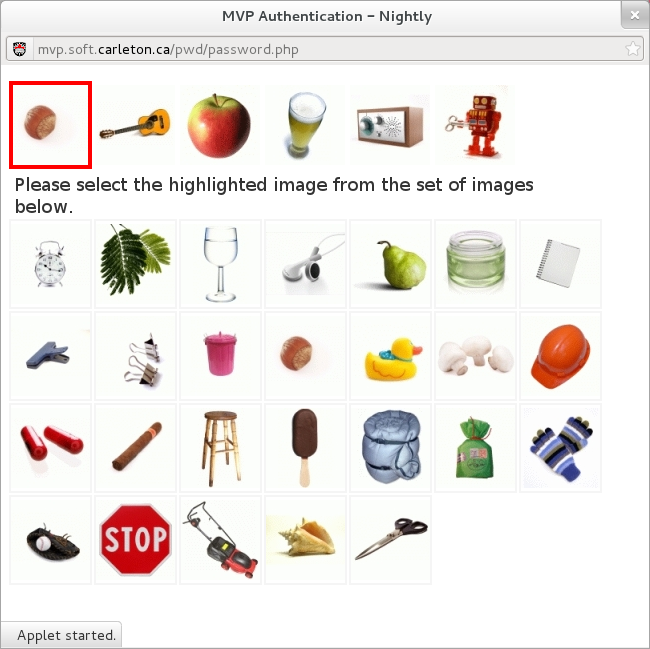 MVP Authentication – Nightly
mvp.soft.carleton.ca/pwd/password.php
Please select the highlighted image from the set of images
below.
STOP
Applet started.